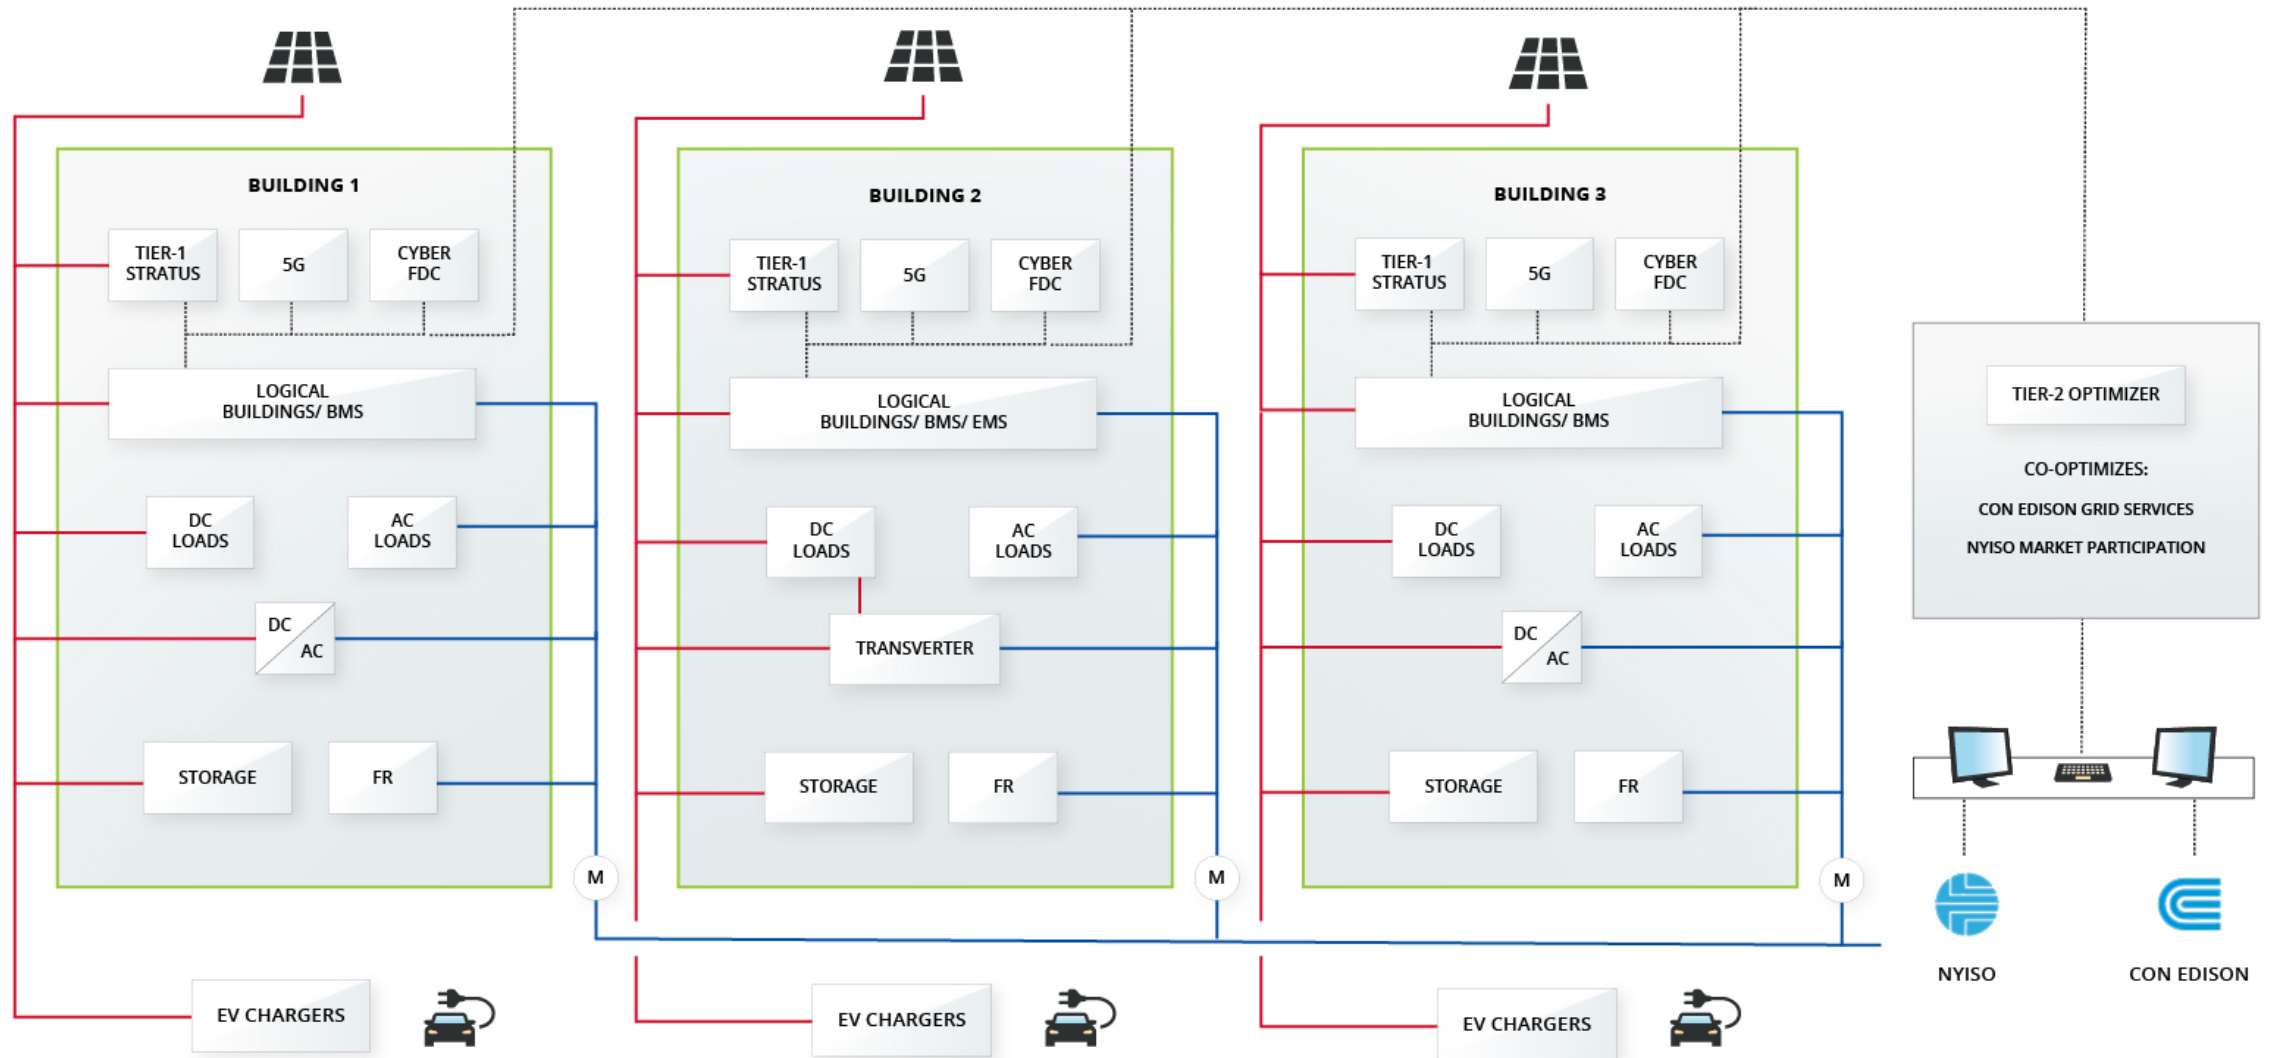 BUILDING 1
TIER-1
STRATUS
5G
CYBER
FDC
LOGICAL
BUILDINGS/ BMS
DC
LOADS
AC
LOADS
DC
AC
STORAGE
FR
M
EV CHARGERS
BUILDING 2
TIER-1
STRATUS
5G
CYBER
FDC
LOGICAL
BUILDINGS/ BMS/ EMS
DC
LOADS
AC
LOADS
TRANSVERTER
STORAGE
FR
M
EV CHARGERS
BUILDING 3
TIER-1
STRATUS
5G
CYBER
FDC
LOGICAL
BUILDINGS/ BMS
DC
LOADS
AC
LOADS
DC
AC
STORAGE
FR
M
EV CHARGERS
TIER-2 OPTIMIZER
CO-OPTIMIZES:
CON EDISON GRID SERVICES
NYISO MARKET PARTICIPATION
NYISO
CON EDISON